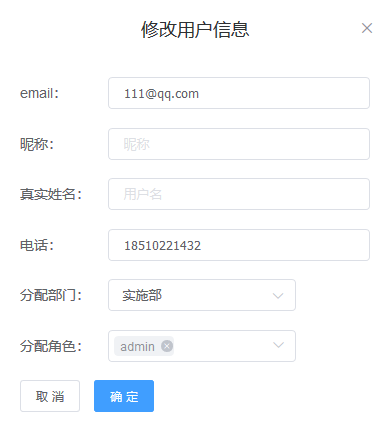 修改用户信息
email： 111@qq.com
昵称： 昵称
真实姓名： 用户名
电话： 18510221432
分配部门： 实施部
分配角色： admin
取 消 确 定